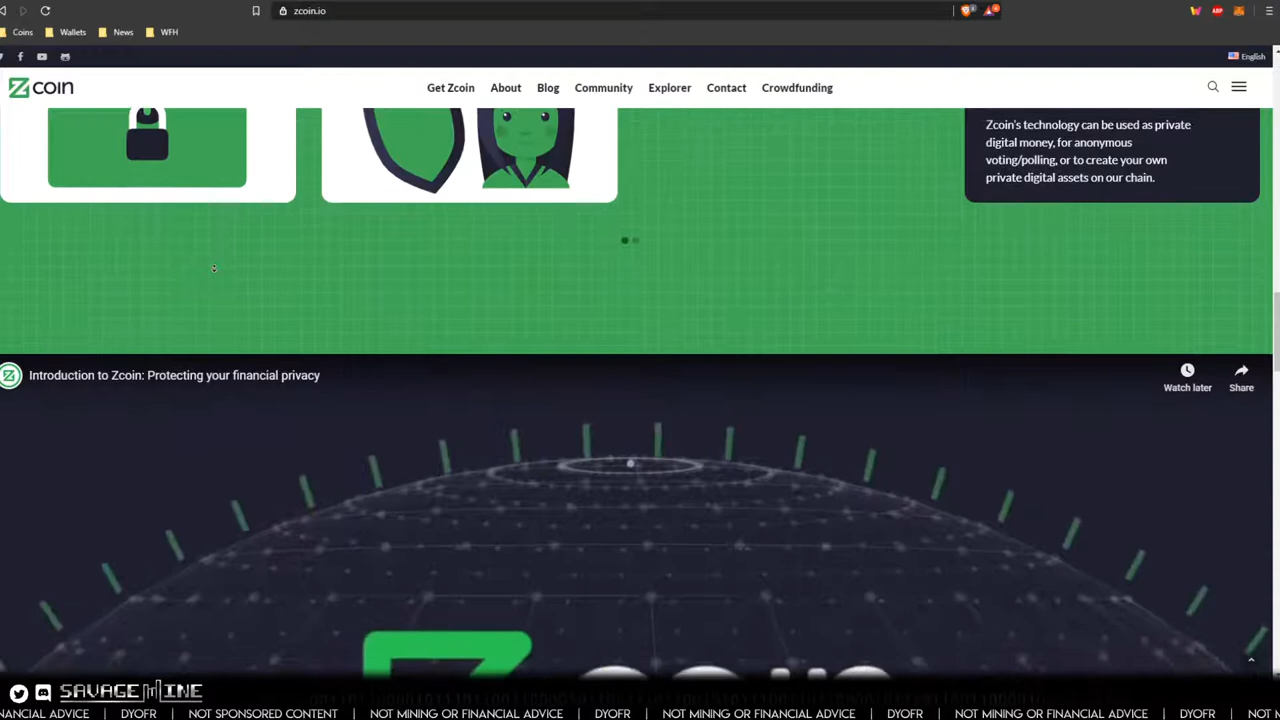 zcoin.io
Coins
Wallets
News
WFH
English
Zcoin
Get Zcoin
About
Blog
Community
Explorer
Contact
Crowdfunding
Zcoin's technology can be used as private
digital money, for anonymous
voting/polling, or to create your own
private digital assets on our chain.
Introduction to Zcoin: Protecting your financial privacy
Watch later
Share
SAVAGE MINE
NANCIAL ADVICE | DYOFR | NOT SPONSORED CONTENT | NOT MINING OR FINANCIAL ADVICE | DYOFR | NOT MINING OR FINANCIAL ADVICE | DYOFR | NOT MINING OR FINANCIAL ADVICE | DYOFR | NOT